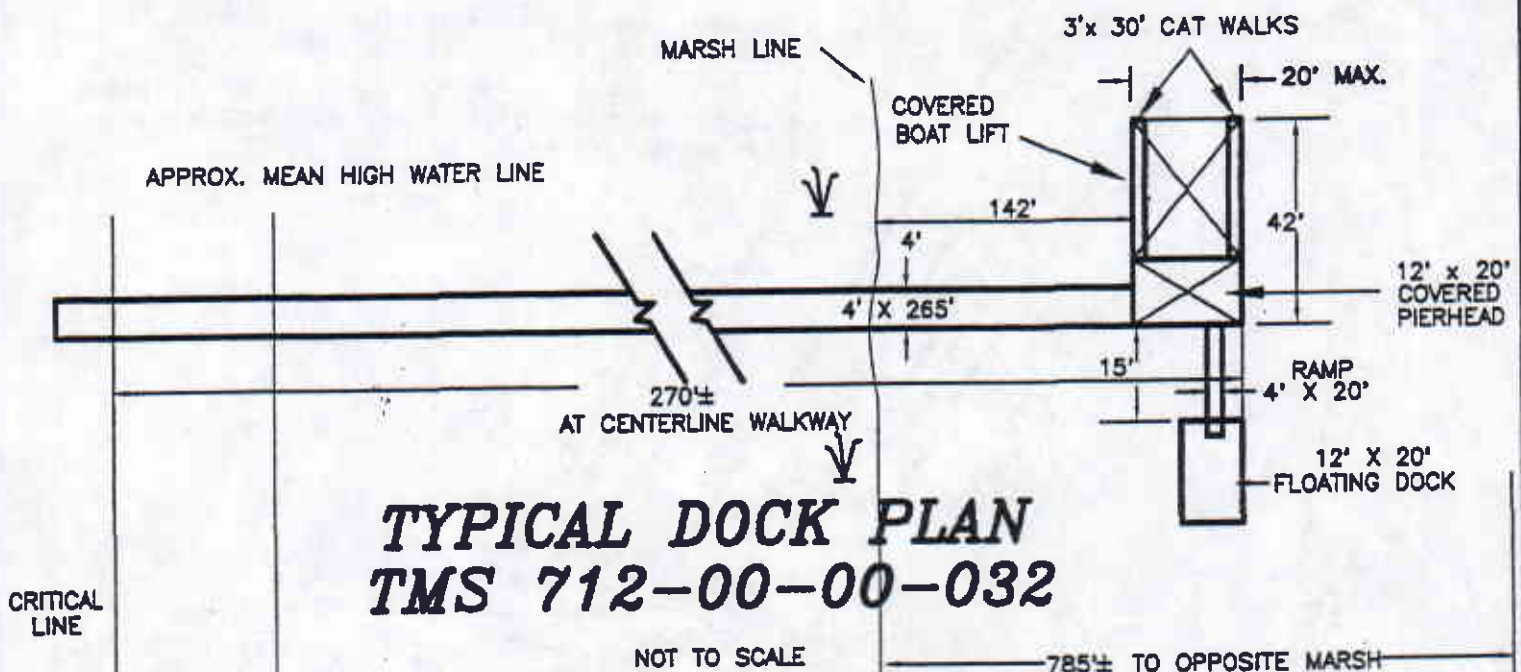 3'x 30' CAT WALKS
MARSH LINE
20' MAX.
COVERED
BOAT LIFT
APPROX. MEAN HIGH WATER LINE
142'
42'
4'
12' x 20'
COVERED
PIERHEAD
4' X 265'
15'
RAMP
4' X 20'
270'±
AT CENTERLINE WALKWAY
12' X 20'
FLOATING DOCK
TYPICAL DOCK PLAN
TMS 712-00-00-032
CRITICAL
LINE
NOT TO SCALE
785'± TO OPPOSITE MARSH